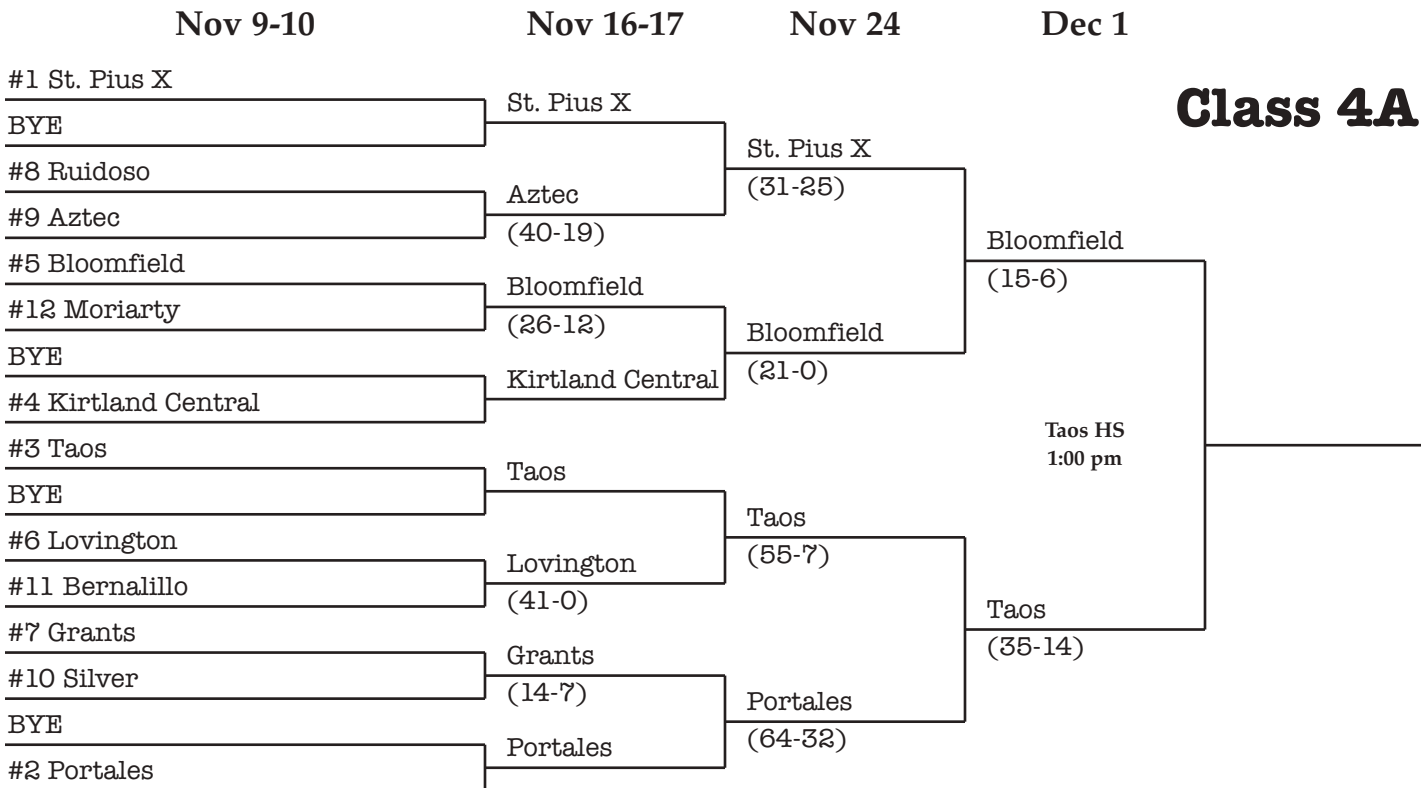 Nov 9-10 Nov 16-17 Nov 24 Dec 1
Class 4A
#1 St. Pius X
BYE
#8 Ruidoso
#9 Aztec
#5 Bloomfield
#12 Moriarty
BYE
#4 Kirtland Central
#3 Taos
BYE
#6 Lovington
#11 Bernalillo
#7 Grants
#10 Silver
BYE
#2 Portales
St. Pius X
Aztec
(40-19)
Bloomfield
(26-12)
Kirtland Central
Taos
Lovington
(41-0)
Grants
(14-7)
Portales
St. Pius X
(31-25)
Bloomfield
(21-0)
Taos
(55-7)
Portales
(64-32)
Bloomfield
(15-6)
Taos HS
1:00 pm
Taos
(35-14)